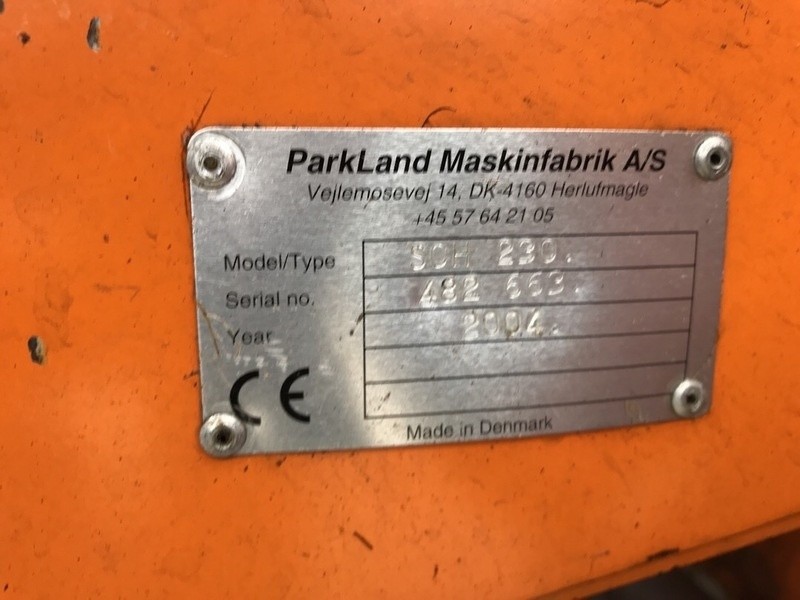 ParkLand Maskinfabrik A/S
Vejlemosevej 14, DK-4160 Herlufmagle
+45 57 64 21 05
Model/Type SCH 230.
Serial no. 482 663.
Year 2004.
CE
Made in Denmark